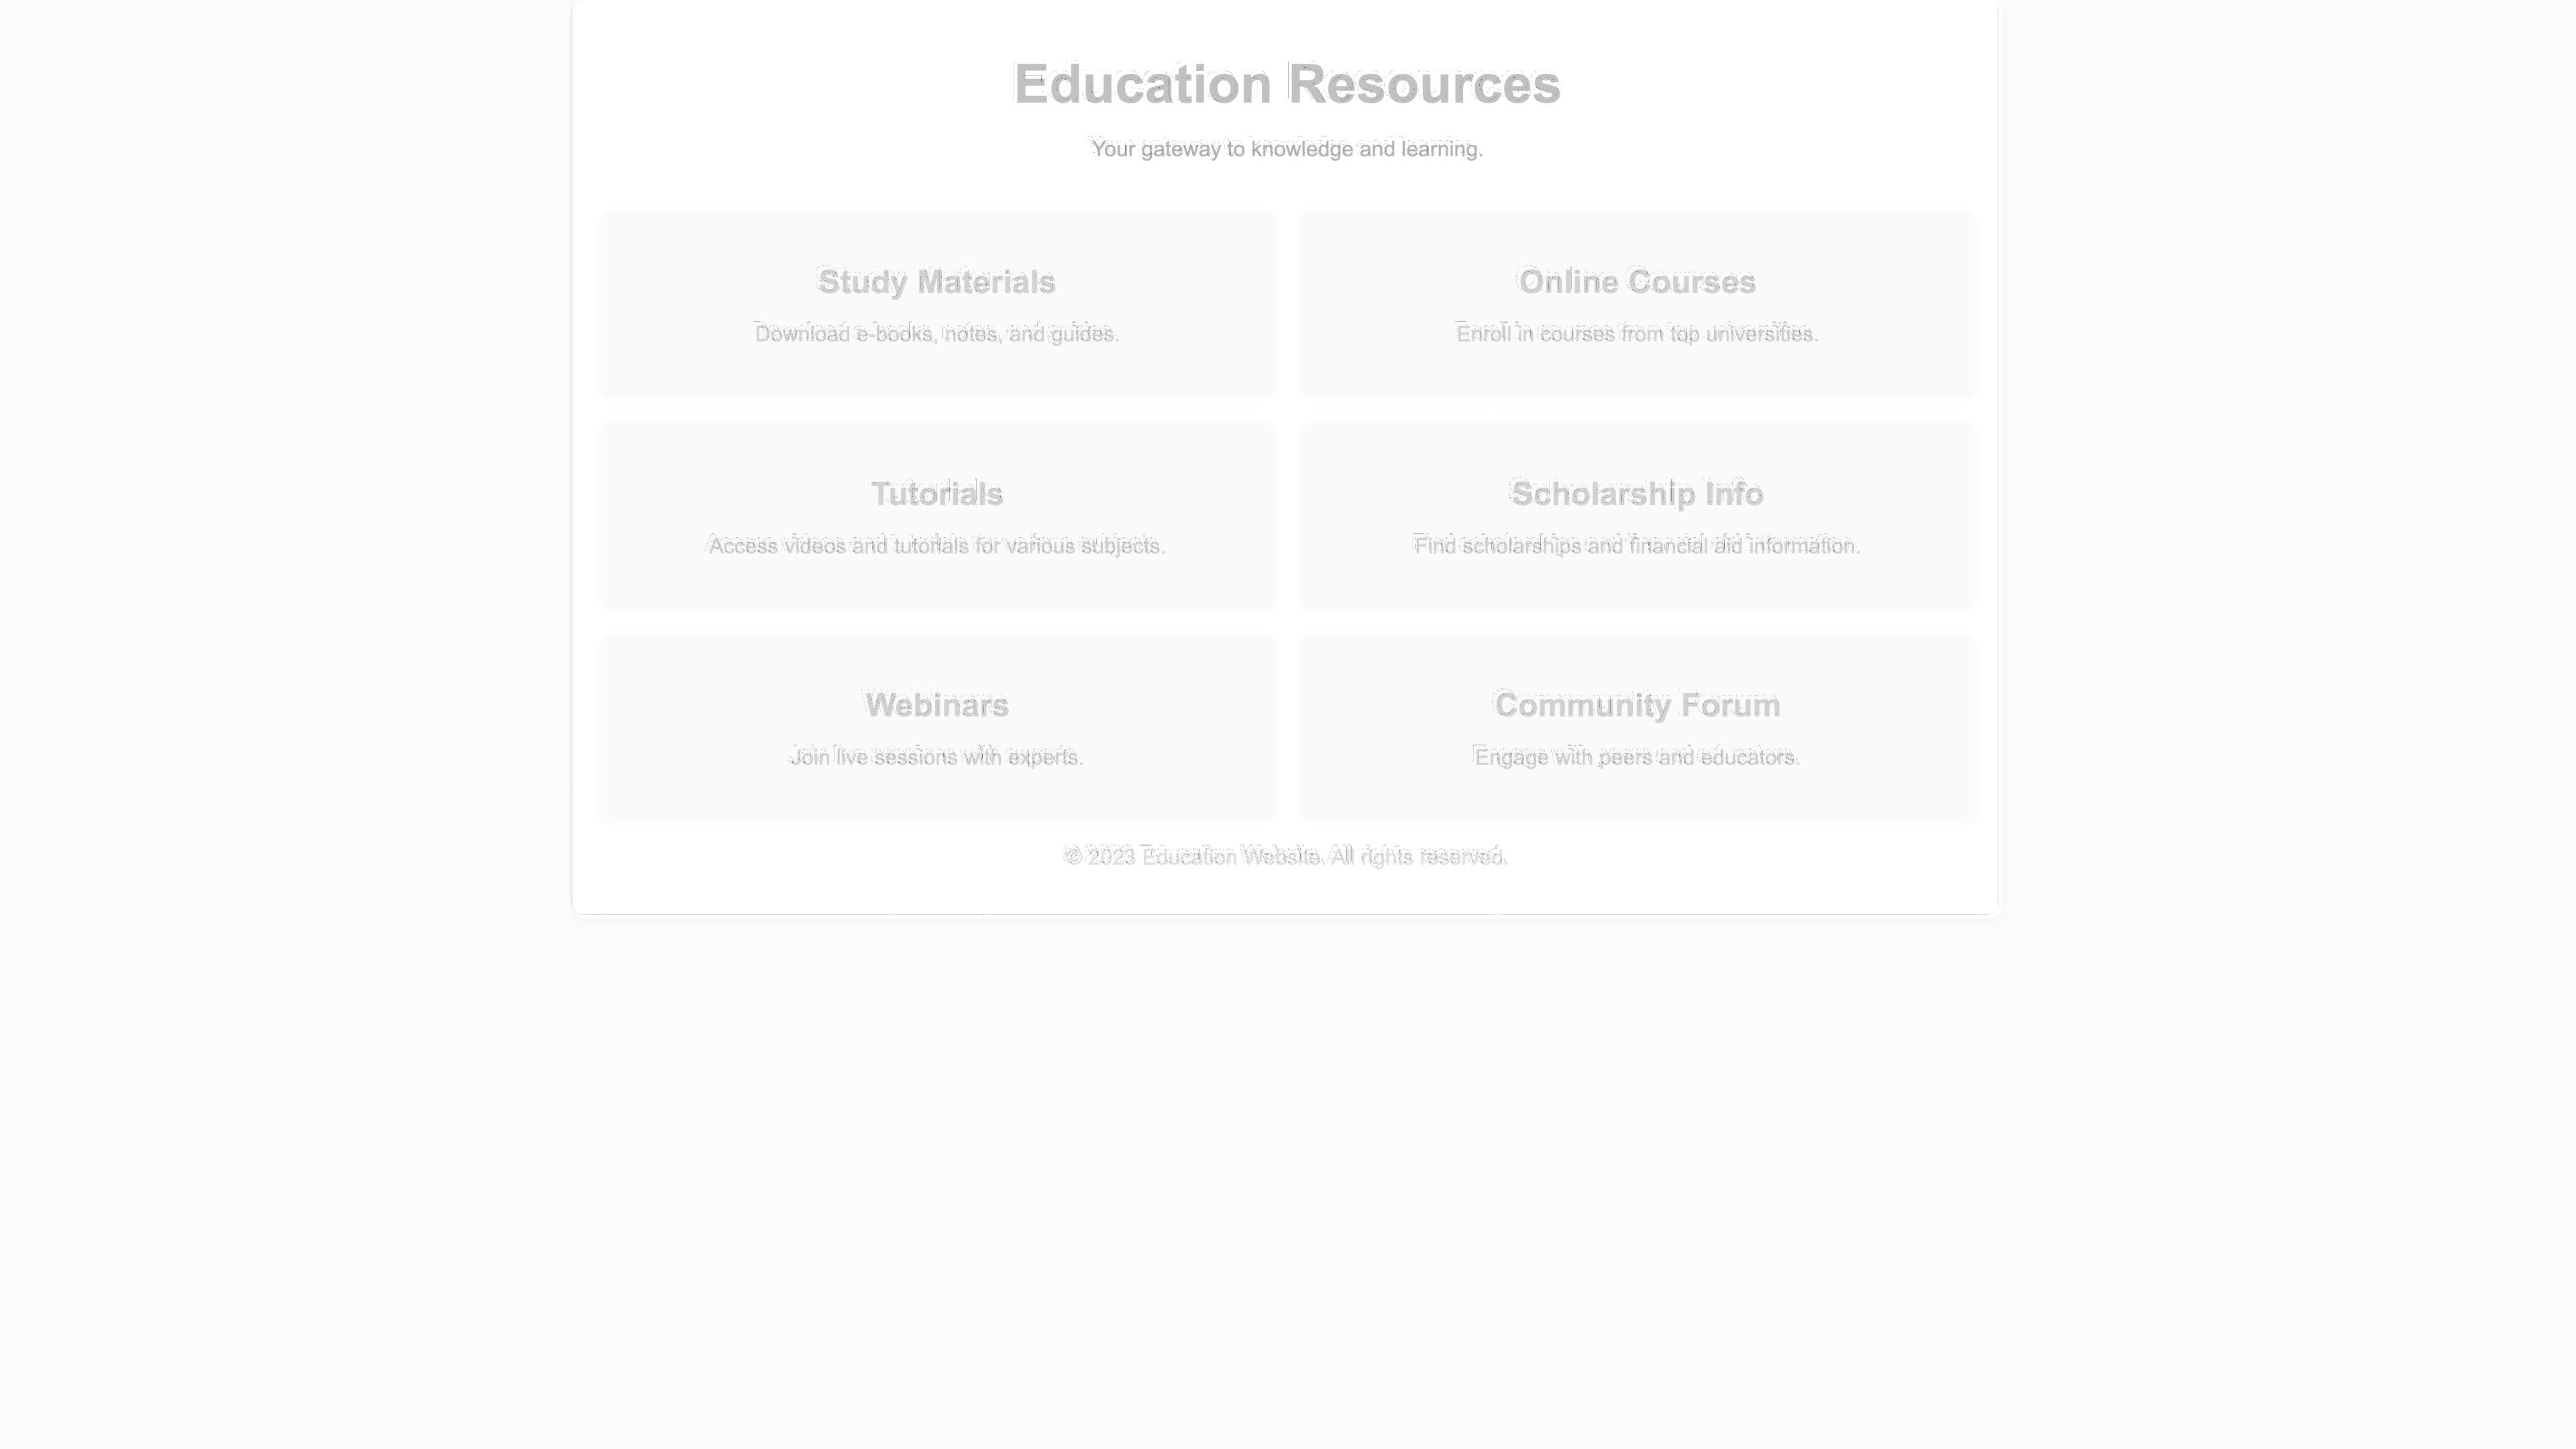 Education Resources
Your gateway to knowledge and learning.
Study Materials
Download e-books, notes, and guides.
Online Courses
Enroll in courses from top universities.
Tutorials
Access videos and tutorials for various subjects.
Scholarship Info
Find scholarships and financial aid information.
Webinars
Join live sessions with experts.
Community Forum
Engage with peers and educators.
© 2023 Education Website. All rights reserved.